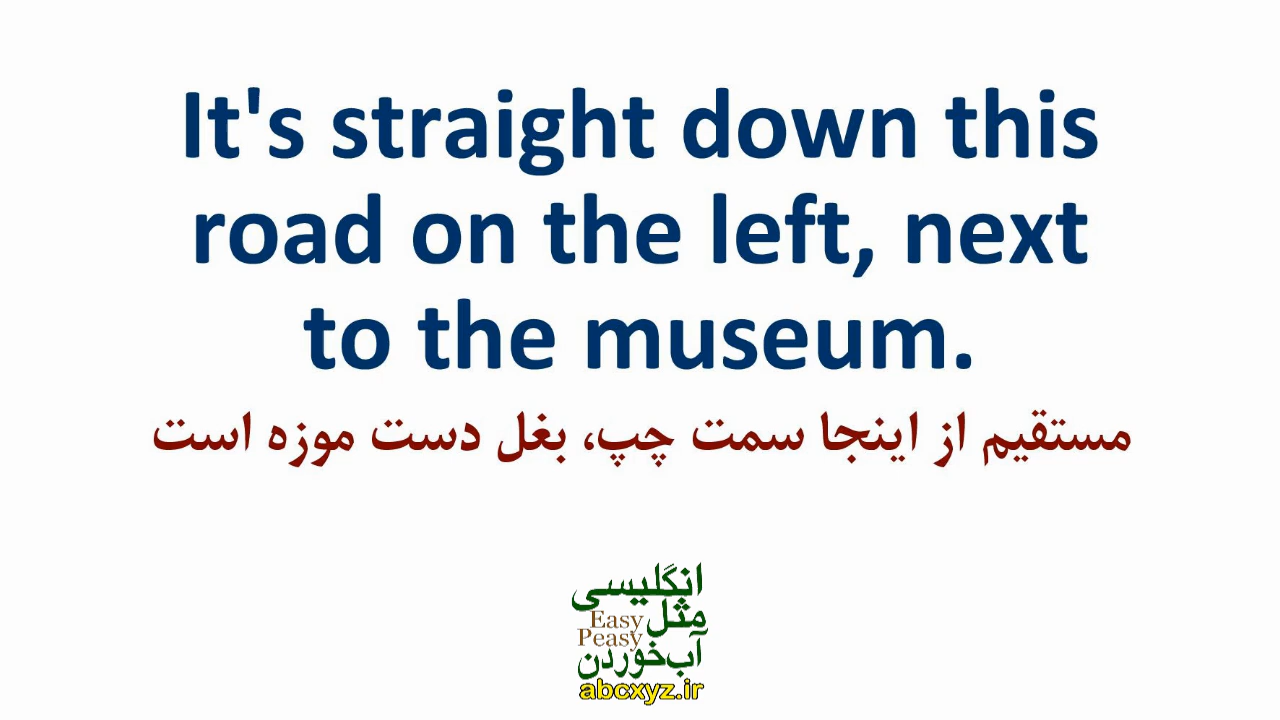 It's straight down this
road on the left, next
to the museum.
مستقیم از اینجا سمت چپ، بغل دست موزه است
انگلیسی
مثل
Easy
Peasy
آب‌خوردن
abcxyz.ir